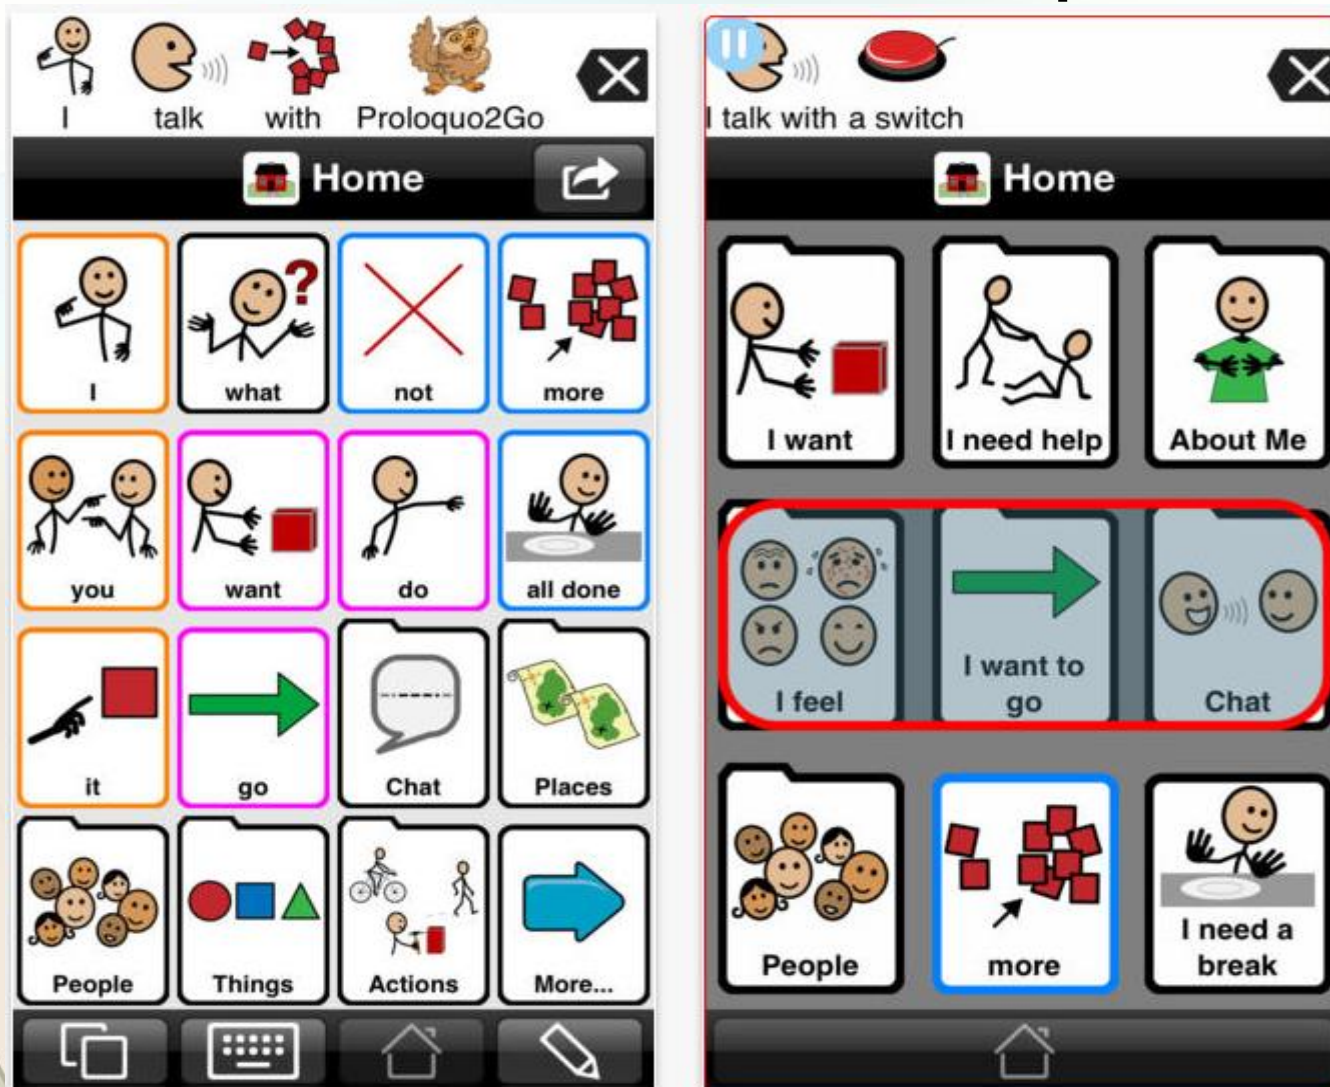 I talk with Proloquo2Go
Home
I what not more
you want do all done
it go Chat Places
People Things Actions More...
I talk with a switch
Home
I want I need help About Me
I feel I want to go Chat
People more I need a break